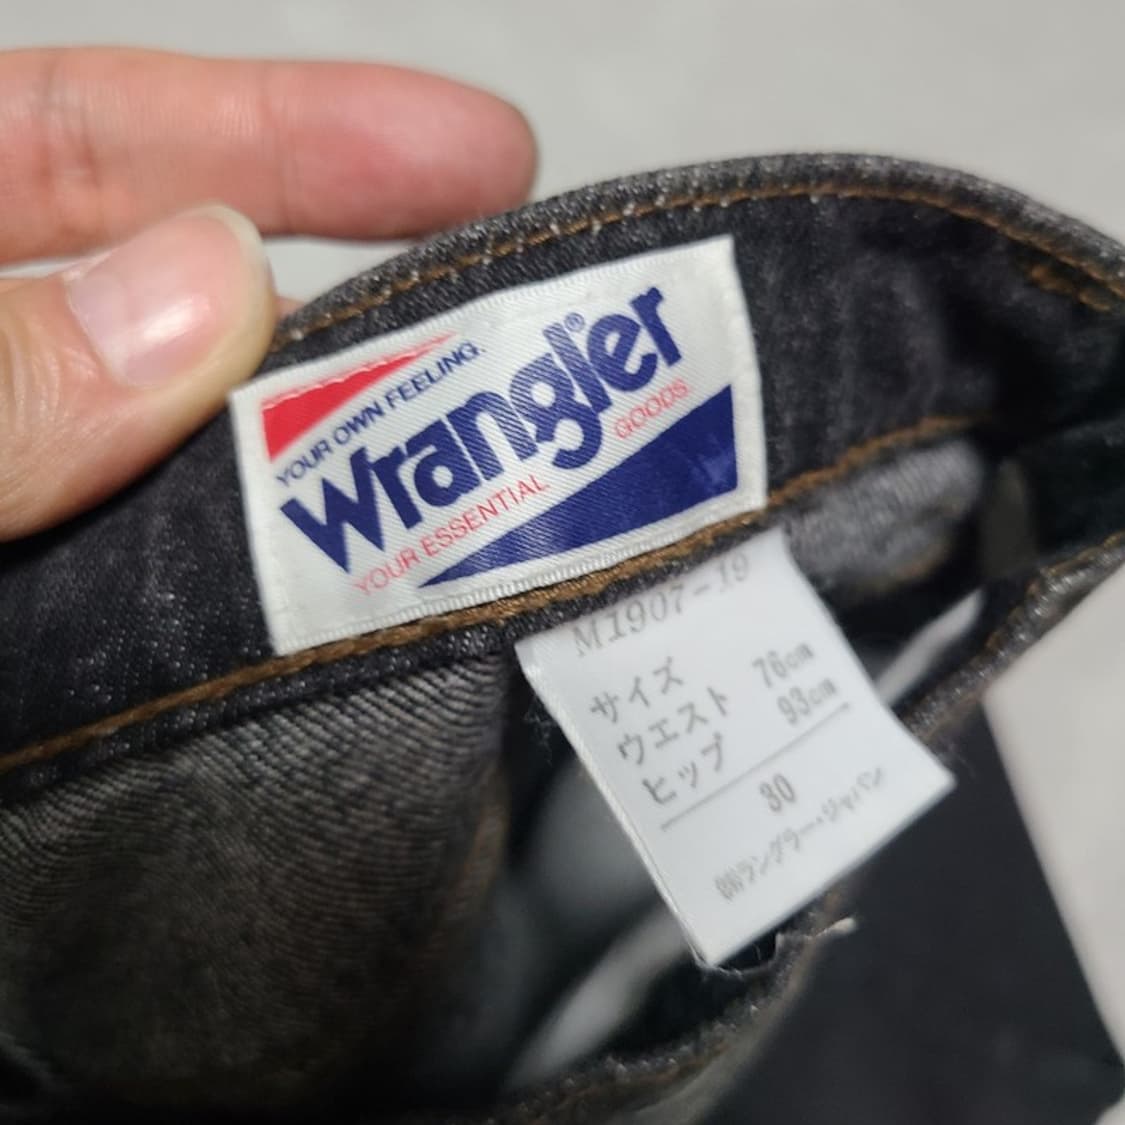 YOUR OWN FEELING.
Wrangler®
YOUR ESSENTIAL GOODS
M1907-19
サイズ
ウエスト 76cm
ヒップ 93cm
30
㈱ラングラー・ジャパン